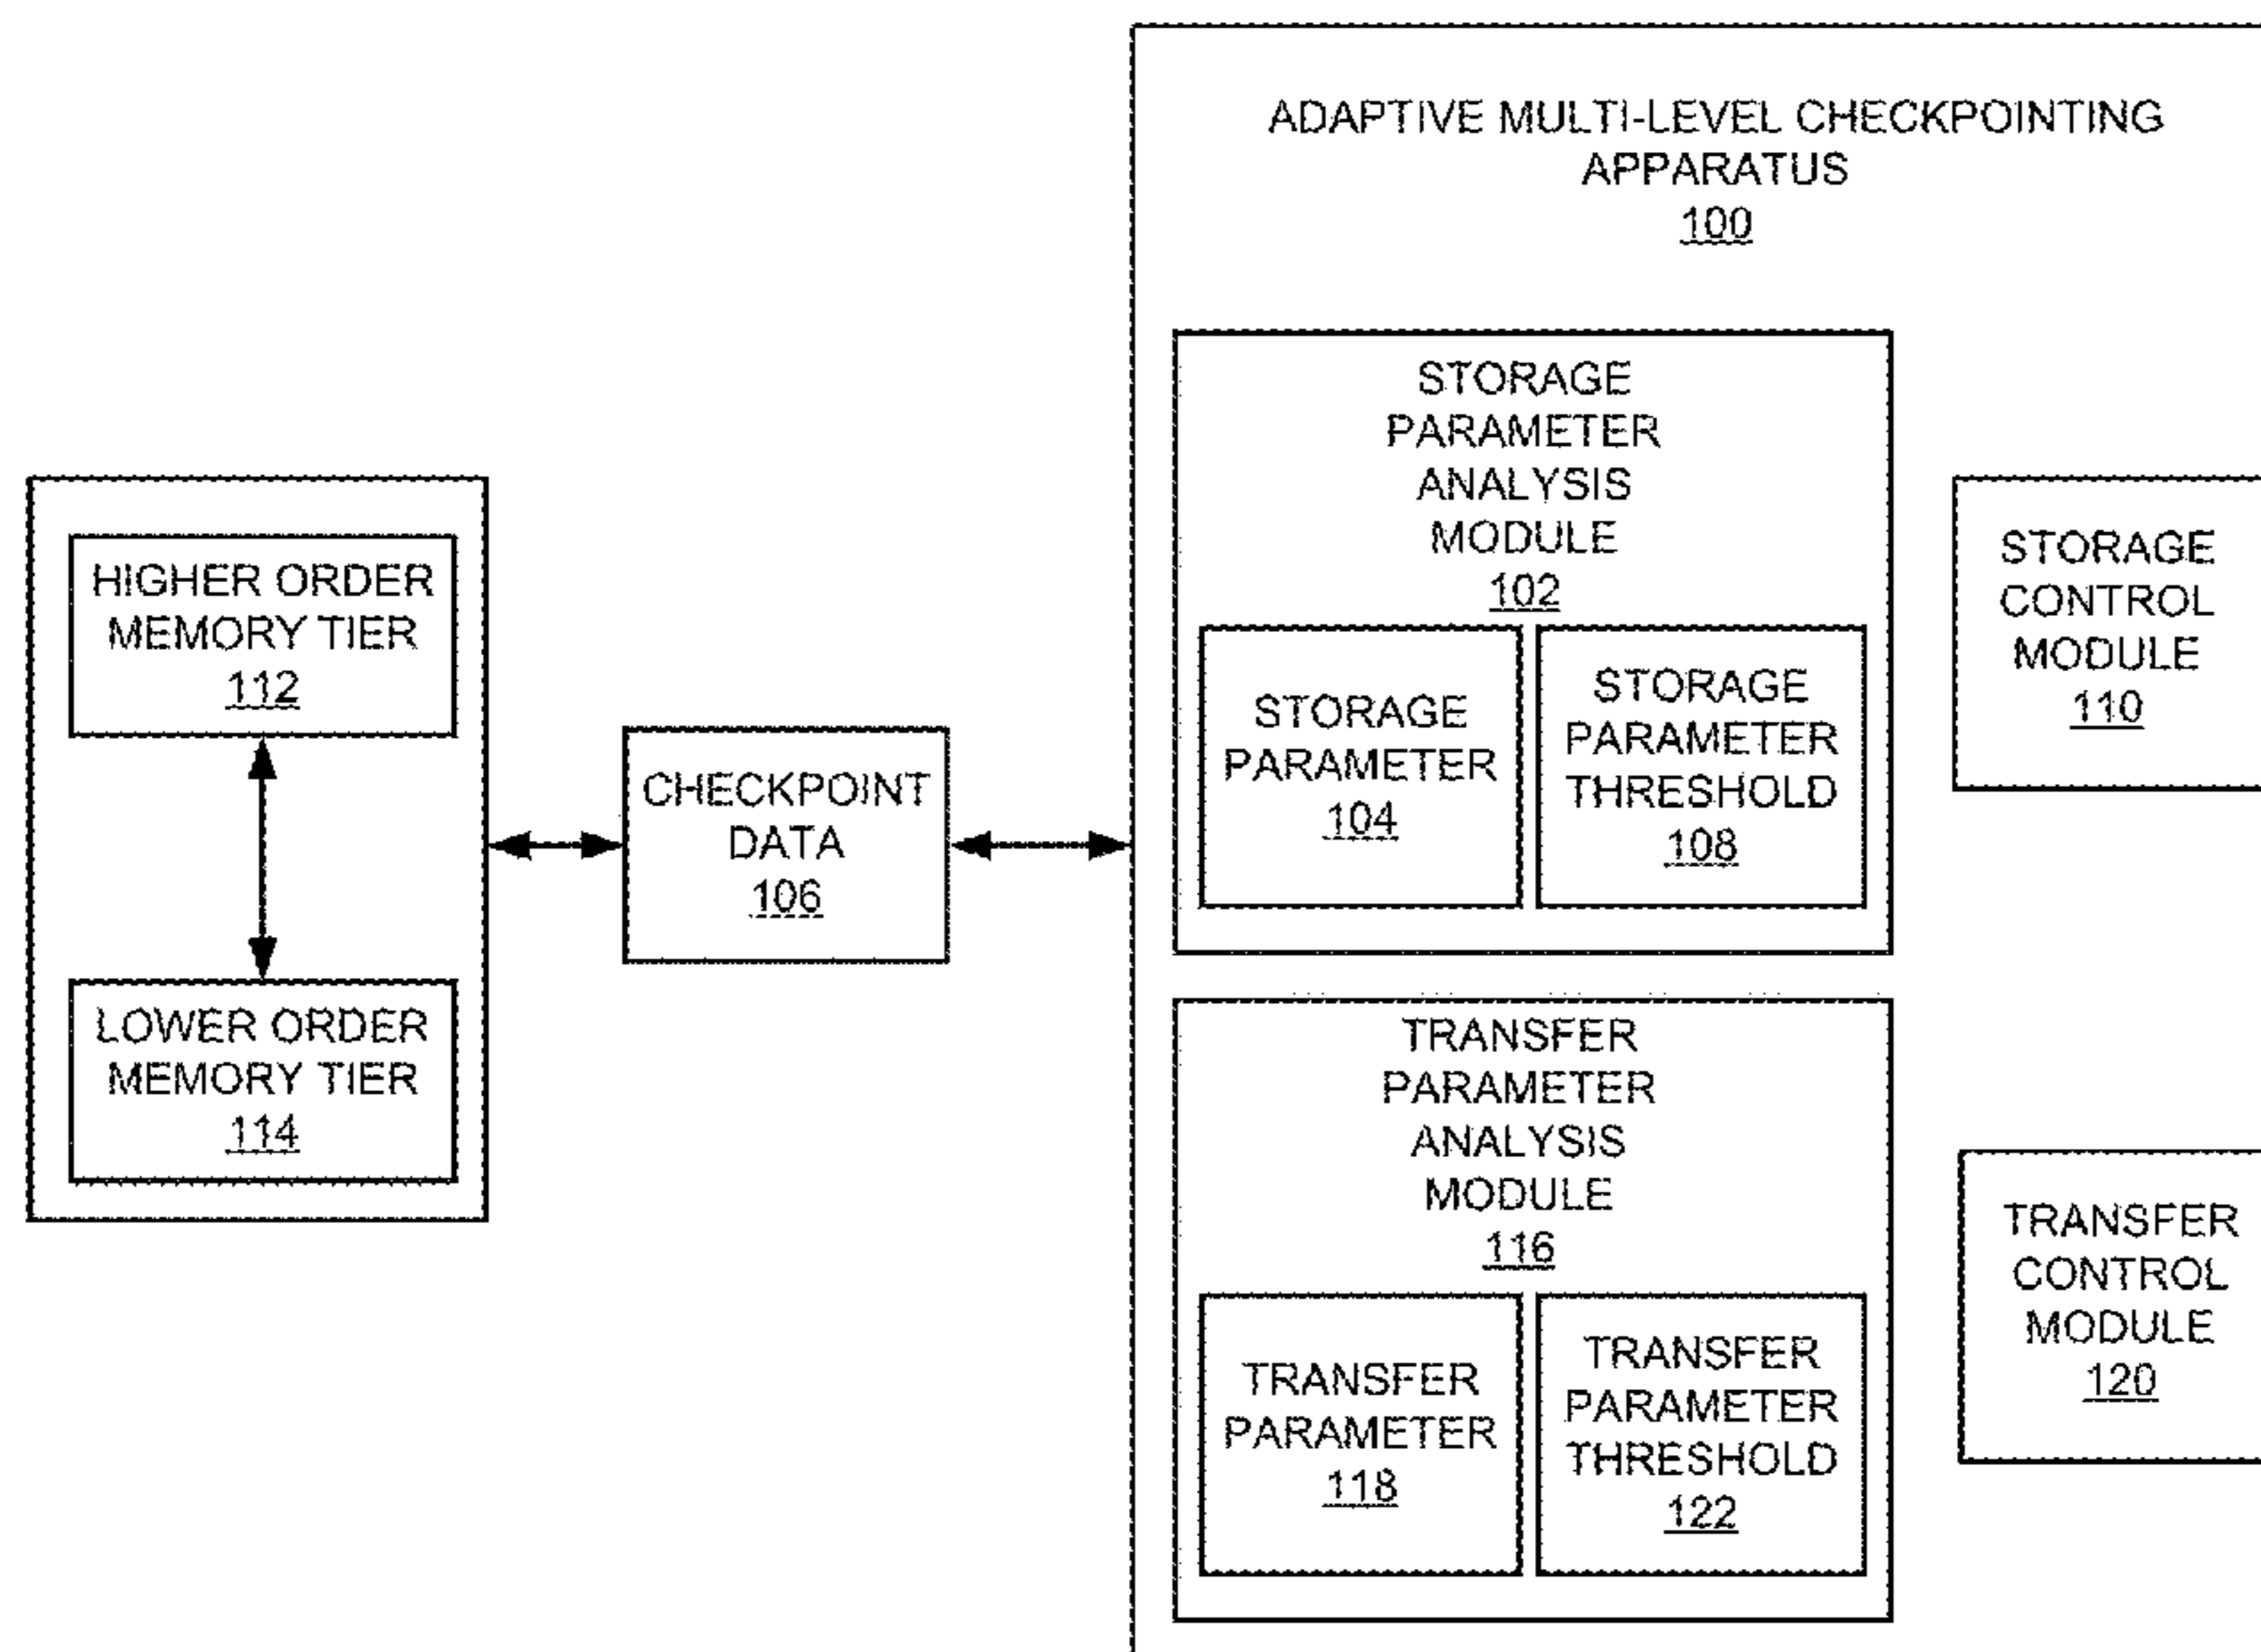 ADAPTIVE MULTI-LEVEL CHECKPOINTING
APPARATUS
100
STORAGE
PARAMETER
ANALYSIS
MODULE
102
STORAGE
PARAMETER
104
STORAGE
PARAMETER
THRESHOLD
108
STORAGE
CONTROL
MODULE
110
HIGHER ORDER
MEMORY TIER
112
LOWER ORDER
MEMORY TIER
114
CHECKPOINT
DATA
106
TRANSFER
PARAMETER
ANALYSIS
MODULE
116
TRANSFER
PARAMETER
118
TRANSFER
PARAMETER
THRESHOLD
122
TRANSFER
CONTROL
MODULE
120